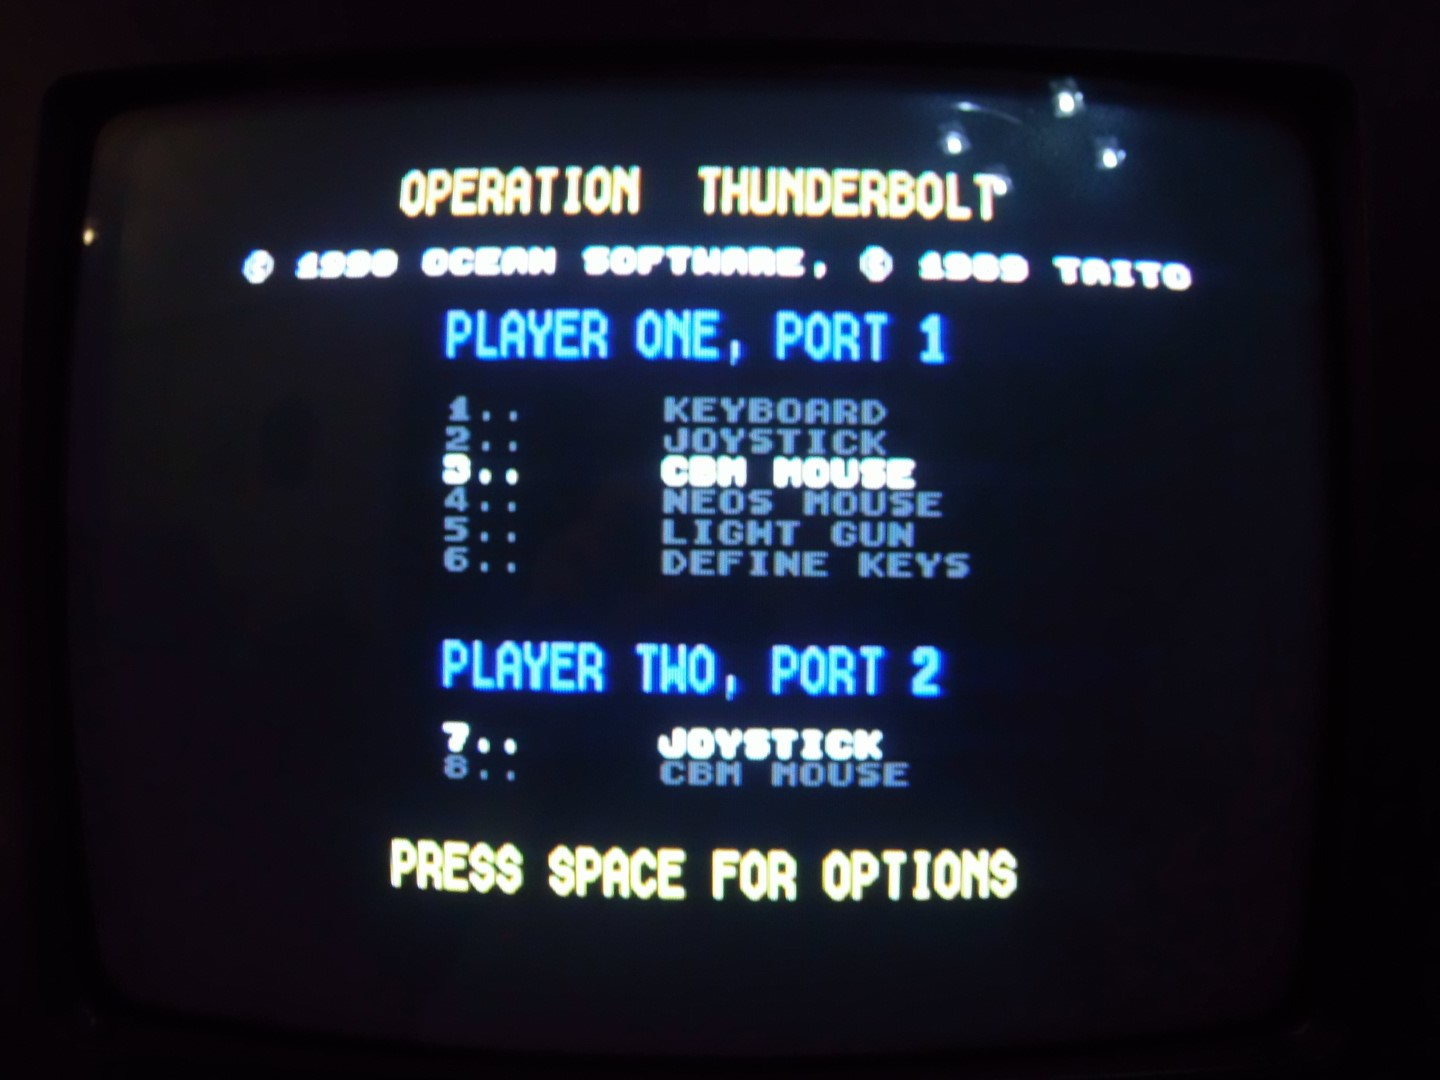 OPERATION THUNDERBOLT
© 1990 OCEAN SOFTWARE, © 1989 TAITO
PLAYER ONE, PORT 1
1.. KEYBOARD
2.. JOYSTICK
3.. CBM MOUSE
4.. NEOS MOUSE
5.. LIGHT GUN
6.. DEFINE KEYS
PLAYER TWO, PORT 2
7.. JOYSTICK
8.. CBM MOUSE
PRESS SPACE FOR OPTIONS